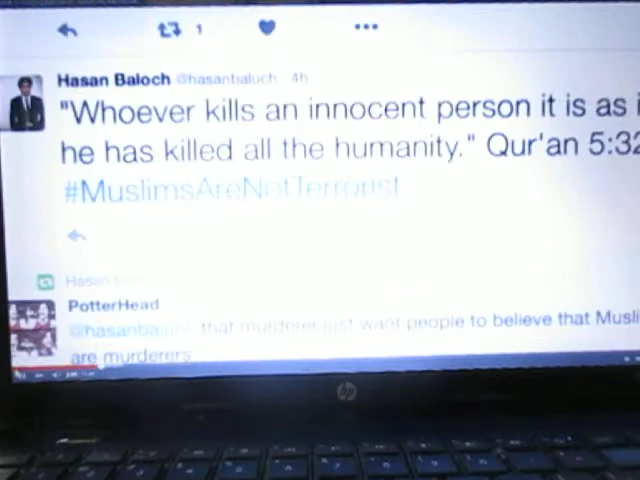 1
Hasan Baloch @hasanbaluch 4h
"Whoever kills an innocent person it is as i
he has killed all the humanity." Qur'an 5:32
#MuslimsAreNotTerrorist
Hasan
PotterHead
that murderer just want people to believe that Musli
are murderers
hp